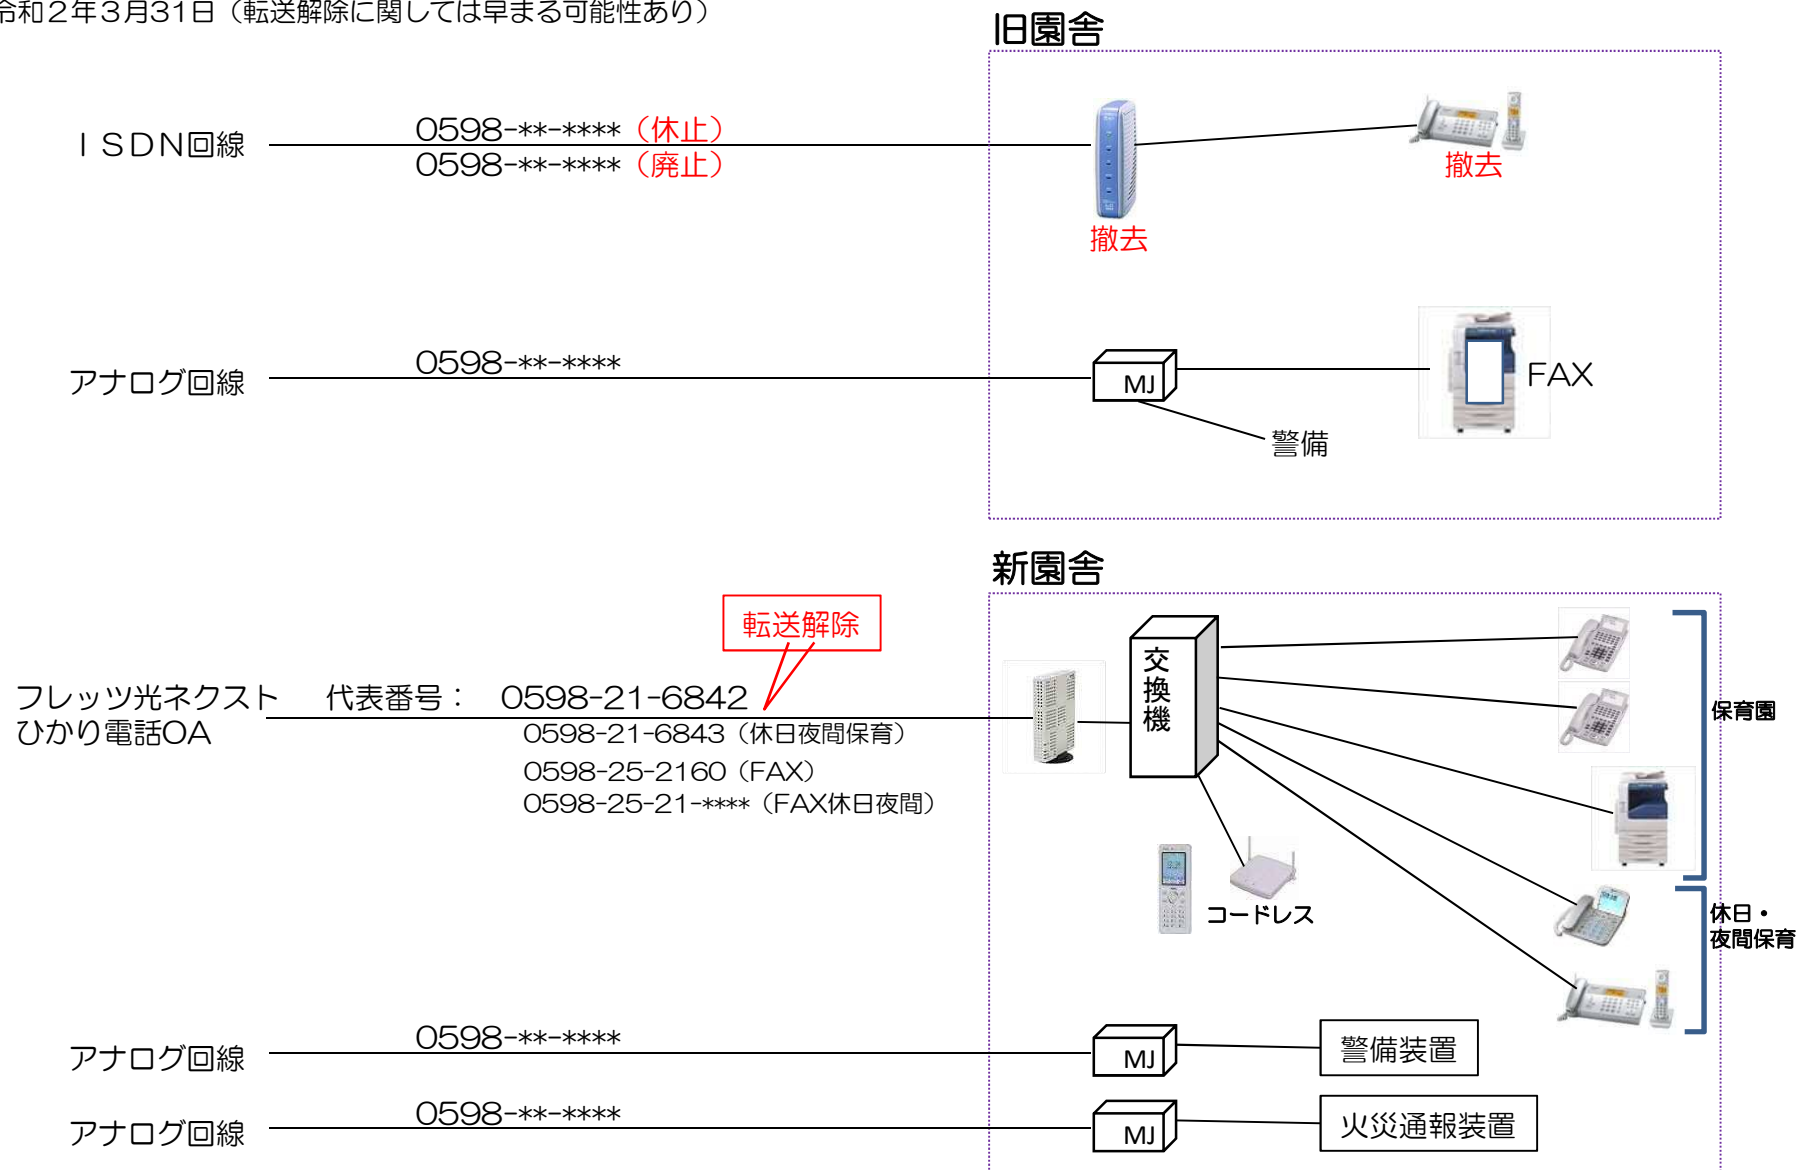 令和２年３月31日（転送解除に関しては早まる可能性あり）
旧園舎
ＩＳＤＮ回線
0598-**-****（休止）
0598-**-****（廃止）
撤去
撤去
アナログ回線
0598-**-****
MJ
FAX
警備
新園舎
転送解除
フレッツ光ネクスト
ひかり電話OA
代表番号： 0598-21-6842
0598-21-6843（休日夜間保育）
0598-25-2160（FAX）
0598-25-21-****（FAX休日夜間）
交換機
保育園
コードレス
休日・
夜間保育
アナログ回線
0598-**-****
MJ
警備装置
アナログ回線
0598-**-****
MJ
火災通報装置